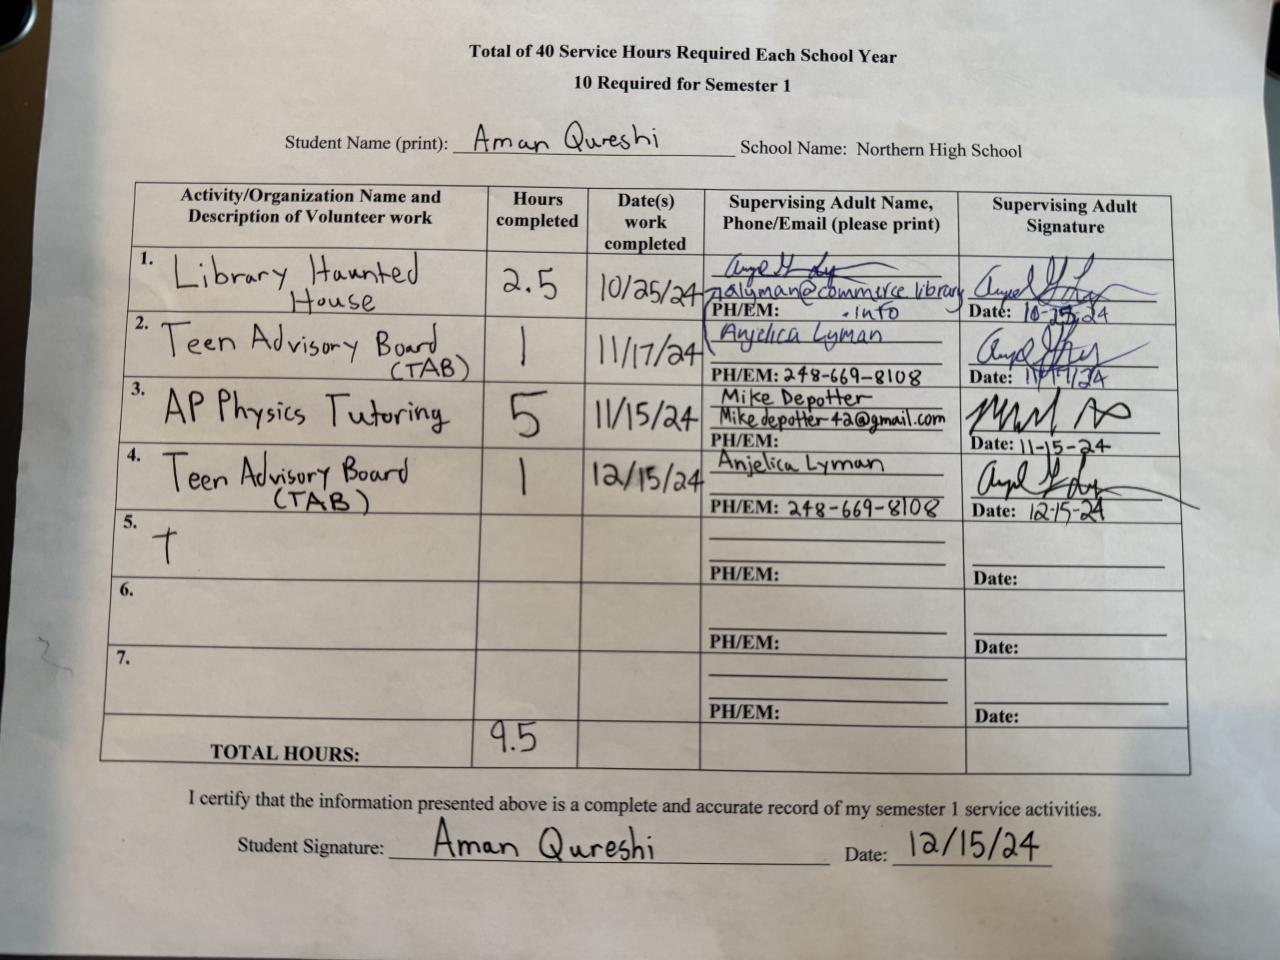 Total of 40 Service Hours Required Each School Year
10 Required for Semester 1
Student Name (print): Aman Qureshi School Name: Northern High School
Activity/Organization Name and Description of Volunteer work
Hours completed
Date(s) work completed
Supervising Adult Name, Phone/Email (please print)
Supervising Adult Signature
1. Library Haunted House
2.5
10/25/24
alyman@commerce.library
PH/EM: .info
Date: 10-25-24
2. Teen Advisory Board (TAB)
1
11/17/24
Anjelica Lyman
PH/EM: 248-669-8108
Date: 11/17/24
3. AP Physics Tutoring
5
11/15/24
Mike Depotter
Mikedepotter42@gmail.com
PH/EM:
Date: 11-15-24
4. Teen Advisory Board (TAB)
1
12/15/24
Anjelica Lyman
PH/EM: 248-669-8108
Date: 12-15-24
5. t
PH/EM:
Date:
6.
PH/EM:
Date:
7.
PH/EM:
Date:
TOTAL HOURS: 9.5
I certify that the information presented above is a complete and accurate record of my semester 1 service activities.
Student Signature: Aman Qureshi Date: 12/15/24